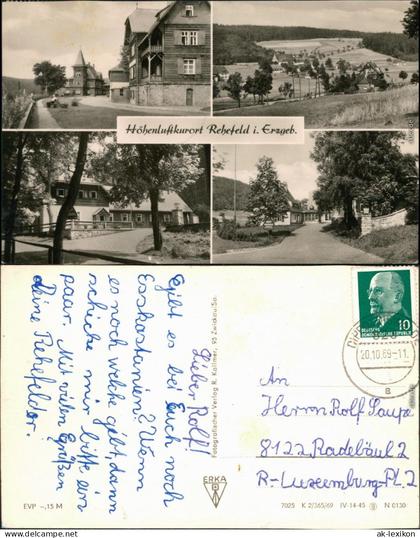 Höhenluftkurort Rehefeld i. Erzgeb.
Lieber Rolf!
Gibt es bei Euch noch
Esskastanien? Wenn
es noch welche gibt, dann
schicke mir bitte ein
paar. Mit vielen Grüßen
Deine Rehefelder.
Fotografischer Verlag R. Kallmer, 95 Zwickau/Sa.
DEUTSCHE
DEMOKRATISCHE REPUBLIK
10
20.10.69-11
a
An
Herrn Rolf Saupe
8122 Radebeul 2
R.-Luxemburg-Pl. 2
ERKA
EVP –,15 M
7025 K 2/365/69 IV-14-45 N 0130